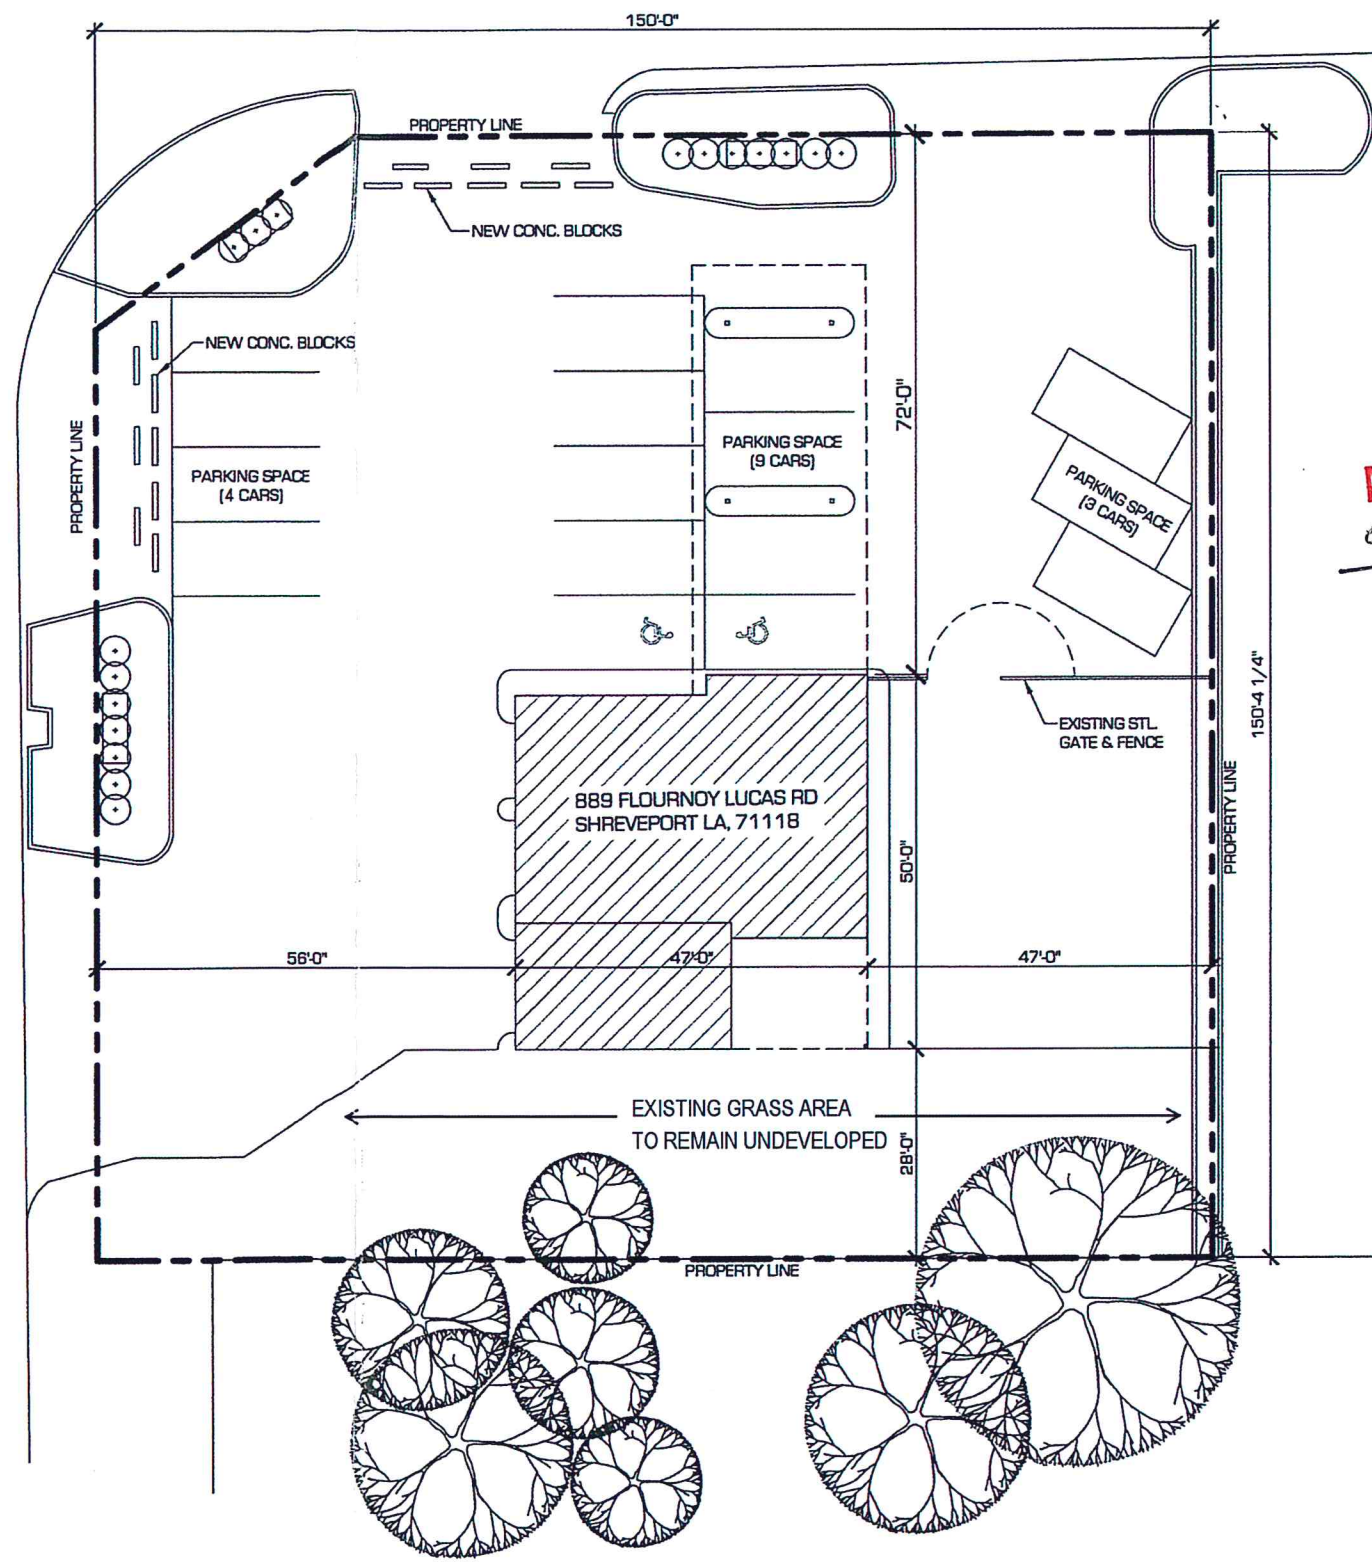 150'-0"
PROPERTY LINE
NEW CONC. BLOCKS
NEW CONC. BLOCKS
PROPERTY LINE
PARKING SPACE
(4 CARS)
PARKING SPACE
(9 CARS)
72'-0"
PARKING SPACE
(3 CARS)
EXISTING STL.
GATE & FENCE
150'-4 1/4"
PROPERTY LINE
889 FLOURNOY LUCAS RD
SHREVEPORT LA, 71118
50'-0"
56'-0"
47'-0"
47'-0"
EXISTING GRASS AREA
TO REMAIN UNDEVELOPED
28'-0"
PROPERTY LINE